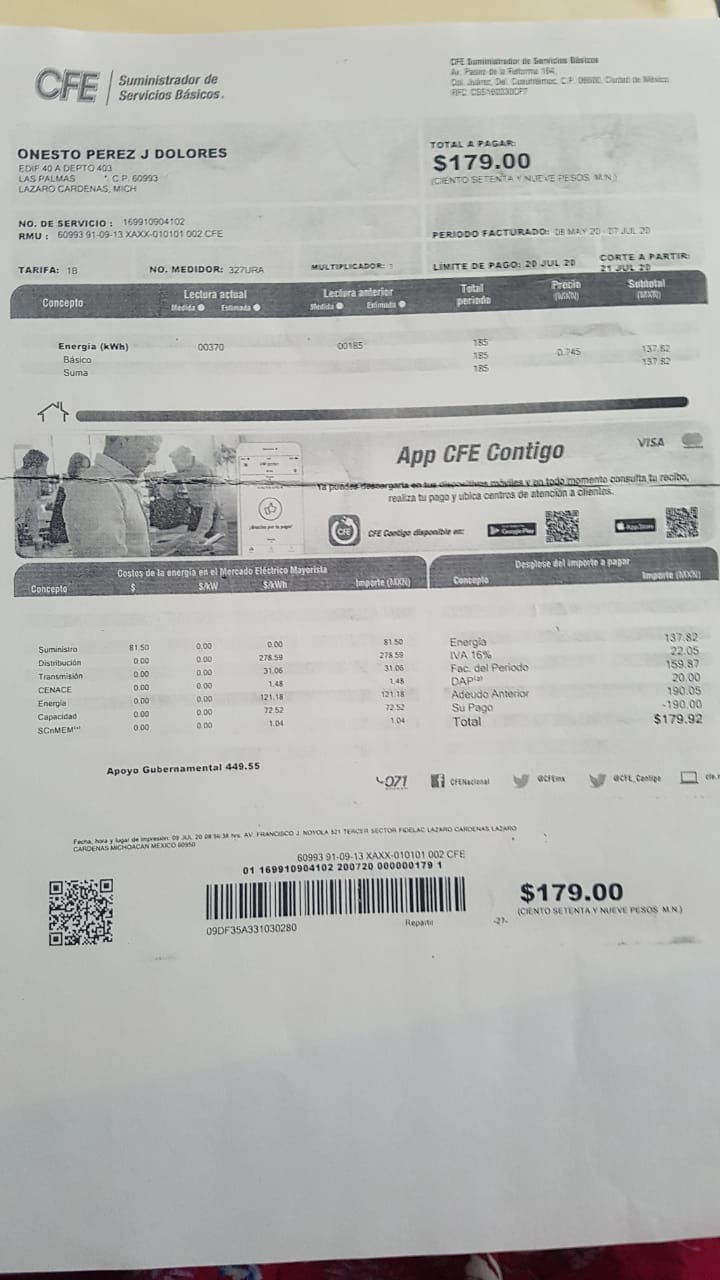 CFE Suministrador de
Servicios Básicos.
CFE Suministrador de Servicios Básicos
Av. Paseo de la Reforma 164,
Col. Juárez, Del. Cuauhtémoc, C.P. 06600, Ciudad de México
ONESTO PEREZ J DOLORES
EDIF 40 A DEPTO 403
LAS PALMAS C.P. 60993
LAZARO CARDENAS, MICH
TOTAL A PAGAR:
$179.00
(CIENTO SETENTA Y NUEVE PESOS M.N.)
NO. DE SERVICIO : 169910904102
RMU : 60993 91-09-13 XAXX-010101 002 CFE
PERIODO FACTURADO: 08 MAY 20 - 07 JUL 20
TARIFA: 1B NO. MEDIDOR: 327URA MULTIPLICADOR: 1 LÍMITE DE PAGO: 20 JUL 20 CORTE A PARTIR:
21 JUL 20
Concepto Lectura actual Lectura anterior Total periodo Precio (MXN) Subtotal (MXN)
Medida Estimada Medida Estimada
Energía (kWh) 00370 00185 185
Básico 185 0.745 137.82
Suma 185 137.82
App CFE Contigo
VISA
Ya puedes descargarla en tus dispositivos móviles y en todo momento consulta tu recibo,
realiza tu pago y ubica centros de atención a clientes.
CFE
CFE Contigo disponible en:
Google Play
App Store
Costos de la energía en el Mercado Eléctrico Mayorista
Concepto $ $/kW $/kWh Importe (MXN)
Suministro 81.50 0.00 0.00 81.50
Distribución 0.00 0.00 278.59 278.59
Transmisión 0.00 0.00 31.06 31.06
CENACE 0.00 0.00 1.48 1.48
Energía 0.00 0.00 121.18 121.18
Capacidad 0.00 0.00 72.52 72.52
SCnMEM 0.00 0.00 1.04 1.04
Desglose del importe a pagar
Concepto Importe (MXN)
Energía 137.82
IVA 16% 22.05
Fac. del Periodo 159.87
DAP 20.00
Adeudo Anterior 190.05
Su Pago -190.00
Total $179.92
Apoyo Gubernamental 449.55
071 CFENacional @CFEmx @CFE_Contigo
Fecha, hora y lugar de impresión: 09 JUL 20 hrs. AV. FRANCISCO J. NOYOLA 521 TERCER SECTOR FIDELAC LAZARO CARDENAS LAZARO
CARDENAS MICHOACAN MEXICO 60950
60993 91-09-13 XAXX-010101 002 CFE
01 169910904102 200720 000000179 1
09DF35A331030280
Repartir
-27-
$179.00
(CIENTO SETENTA Y NUEVE PESOS M.N.)